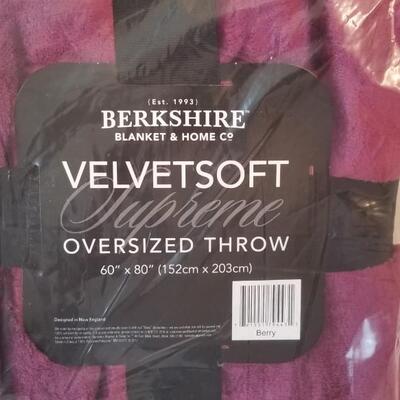 (Est. 1993)
BERKSHIRE
BLANKET & HOME Cº
VELVETSOFT
Supreme
OVERSIZED THROW
60” x 80” (152cm x 203cm)
Designed in New England
Berry